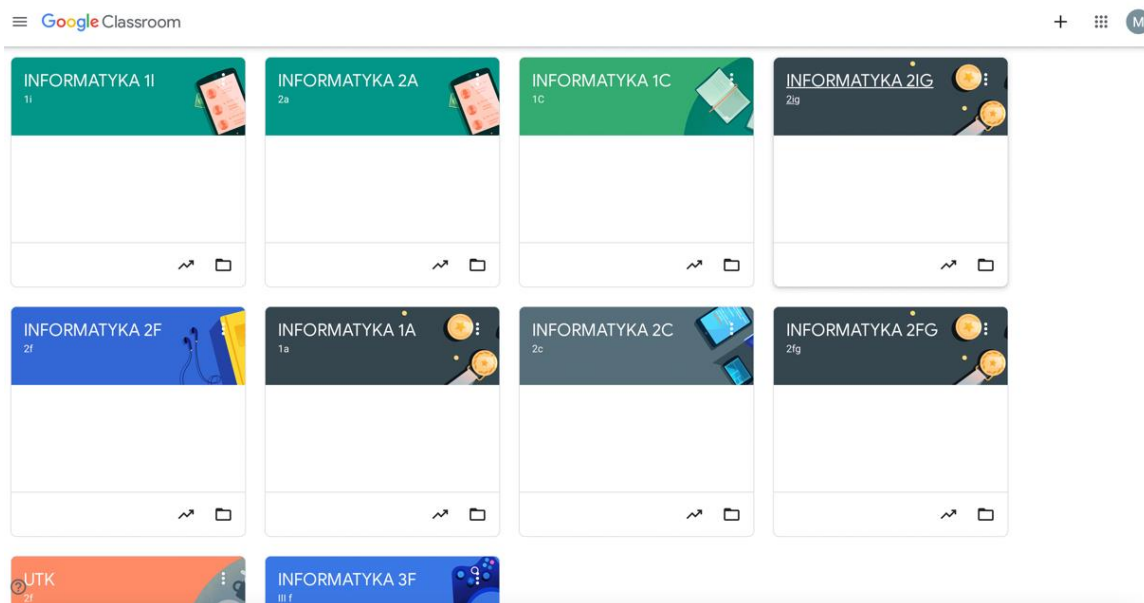 Google Classroom
M
INFORMATYKA 1I
1i
INFORMATYKA 2A
2a
INFORMATYKA 1C
1C
INFORMATYKA 2IG
2ig
INFORMATYKA 2F
2f
INFORMATYKA 1A
1a
INFORMATYKA 2C
2c
INFORMATYKA 2FG
2fg
UTK
2f
INFORMATYKA 3F
III f